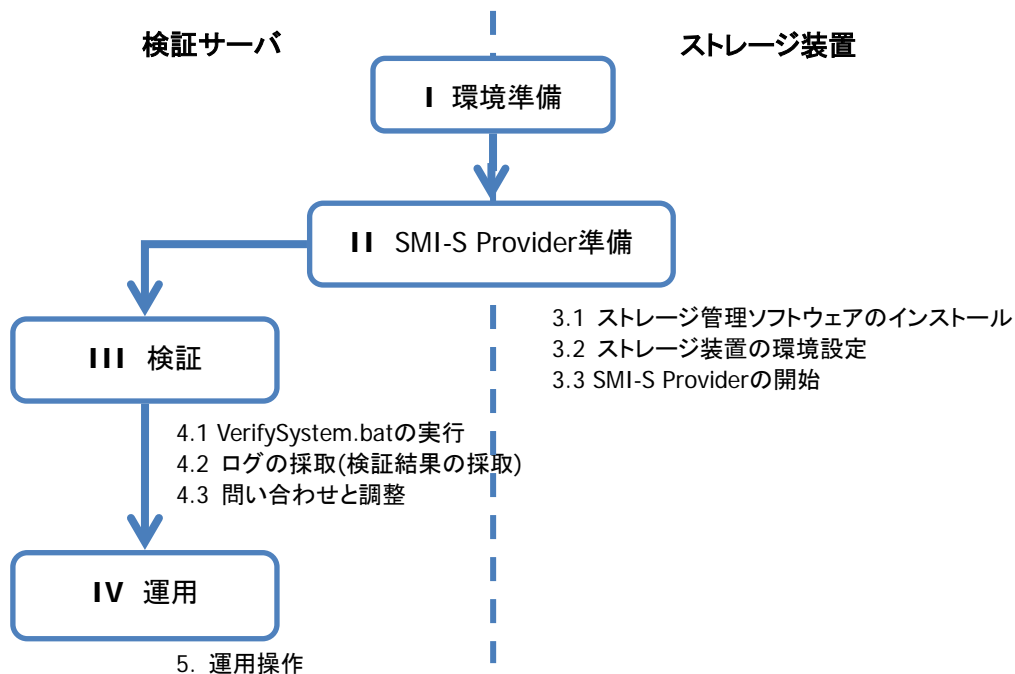 検証サーバ
ストレージ装置
I 環境準備
II SMI-S Provider準備
3.1 ストレージ管理ソフトウェアのインストール
3.2 ストレージ装置の環境設定
3.3 SMI-S Providerの開始
III 検証
4.1 VerifySystem.batの実行
4.2 ログの採取(検証結果の採取)
4.3 問い合わせと調整
IV 運用
5. 運用操作